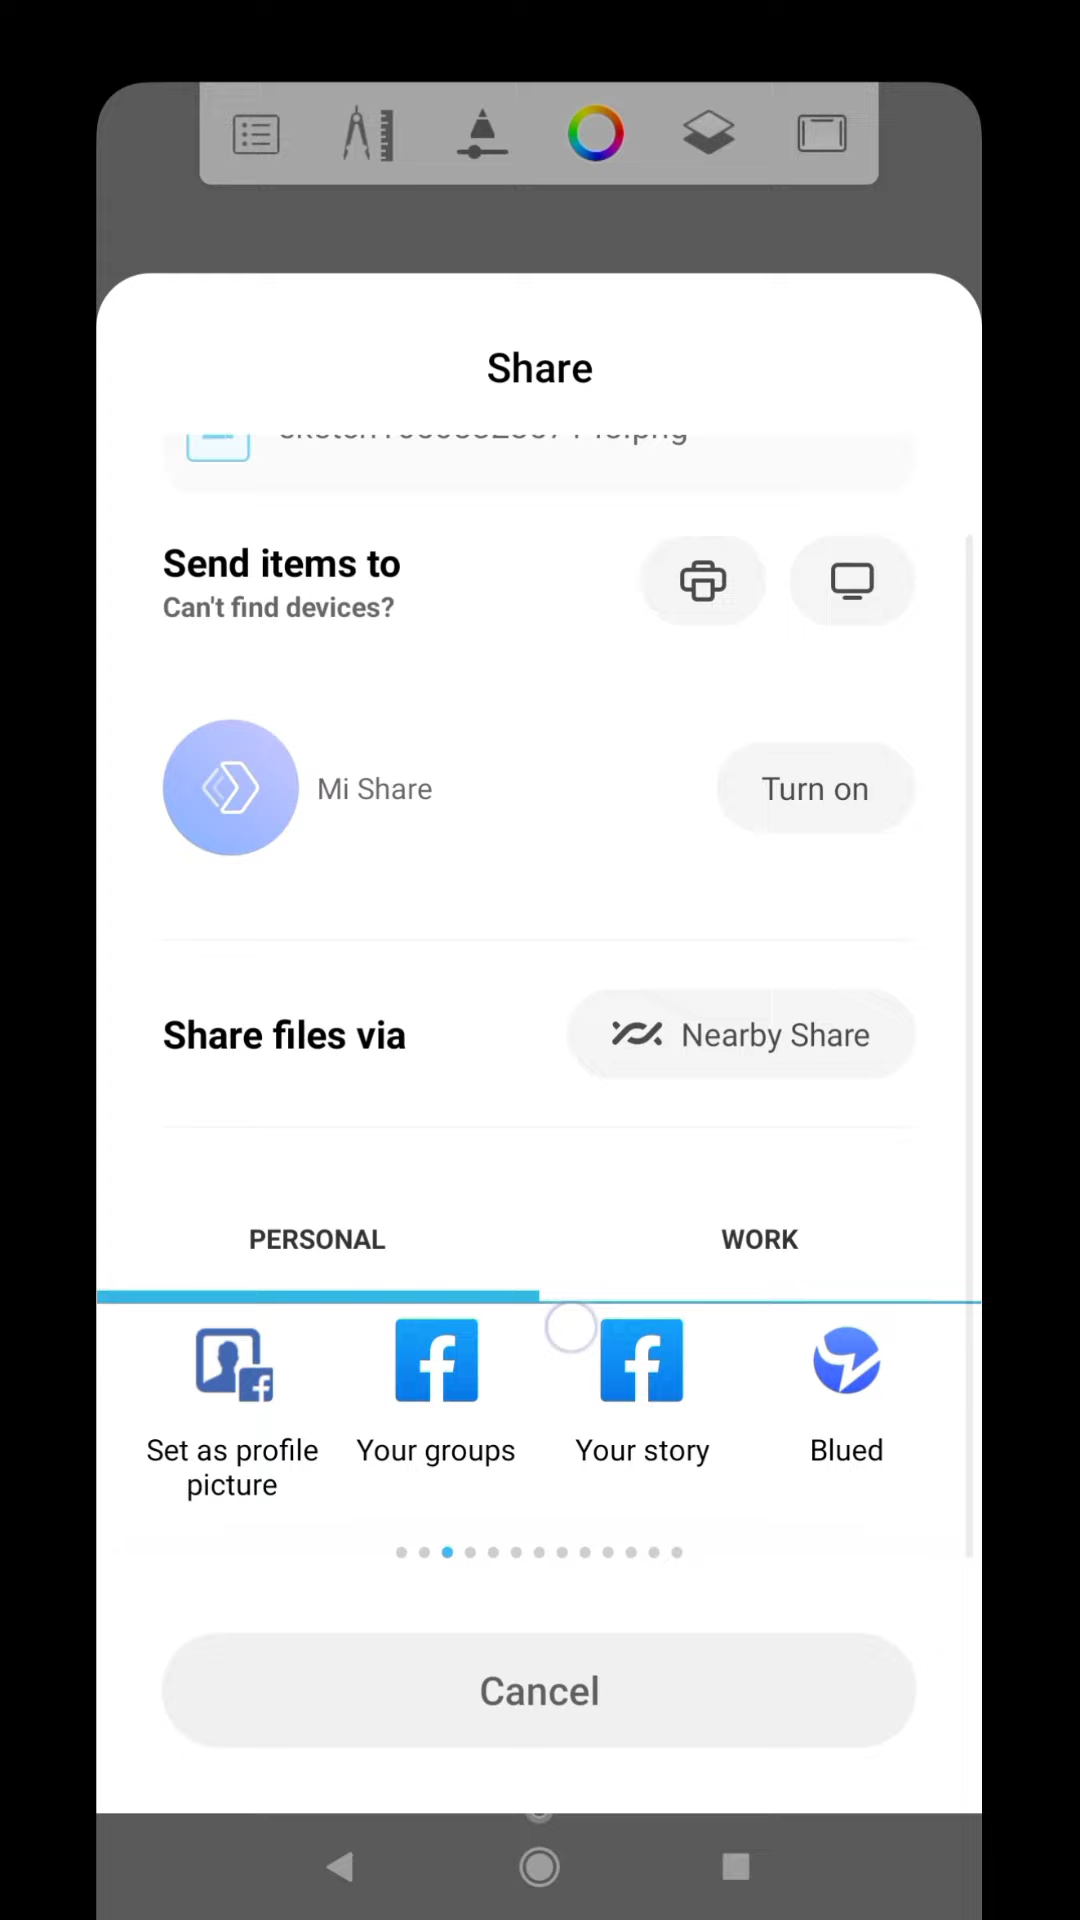 Share
Send items to
Can't find devices?
Mi Share
Turn on
Share files via
Nearby Share
PERSONAL
WORK
Set as profile
picture
Your groups
Your story
Blued
Cancel